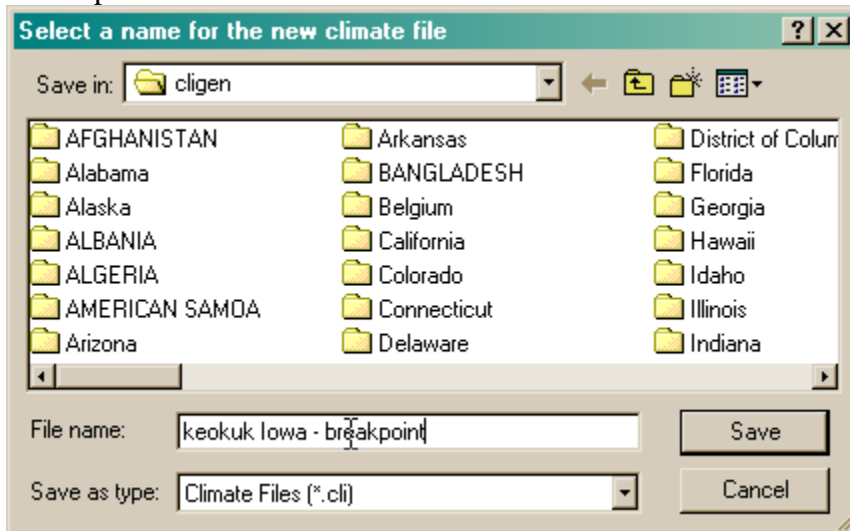 Select a name for the new climate file
Save in: cligen
AFGHANISTAN Arkansas District of Colum
Alabama BANGLADESH Florida
Alaska Belgium Georgia
ALBANIA California Hawaii
ALGERIA Colorado Idaho
AMERICAN SAMOA Connecticut Illinois
Arizona Delaware Indiana
File name: keokuk Iowa - breakpoint Save
Save as type: Climate Files (*.cli) Cancel